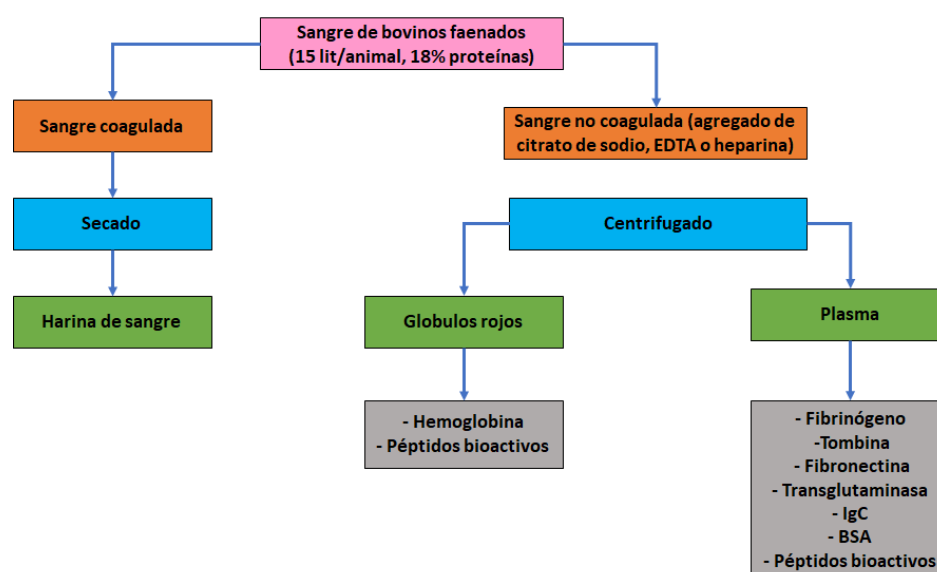 Sangre de bovinos faenados
(15 lit/animal, 18% proteínas)
Sangre coagulada
Sangre no coagulada (agregado de
citrato de sodio, EDTA o heparina)
Secado
Centrifugado
Harina de sangre
Globulos rojos
Plasma
- Hemoglobina
- Péptidos bioactivos
- Fibrinógeno
-Tombina
- Fibronectina
- Transglutaminasa
- IgC
- BSA
- Péptidos bioactivos